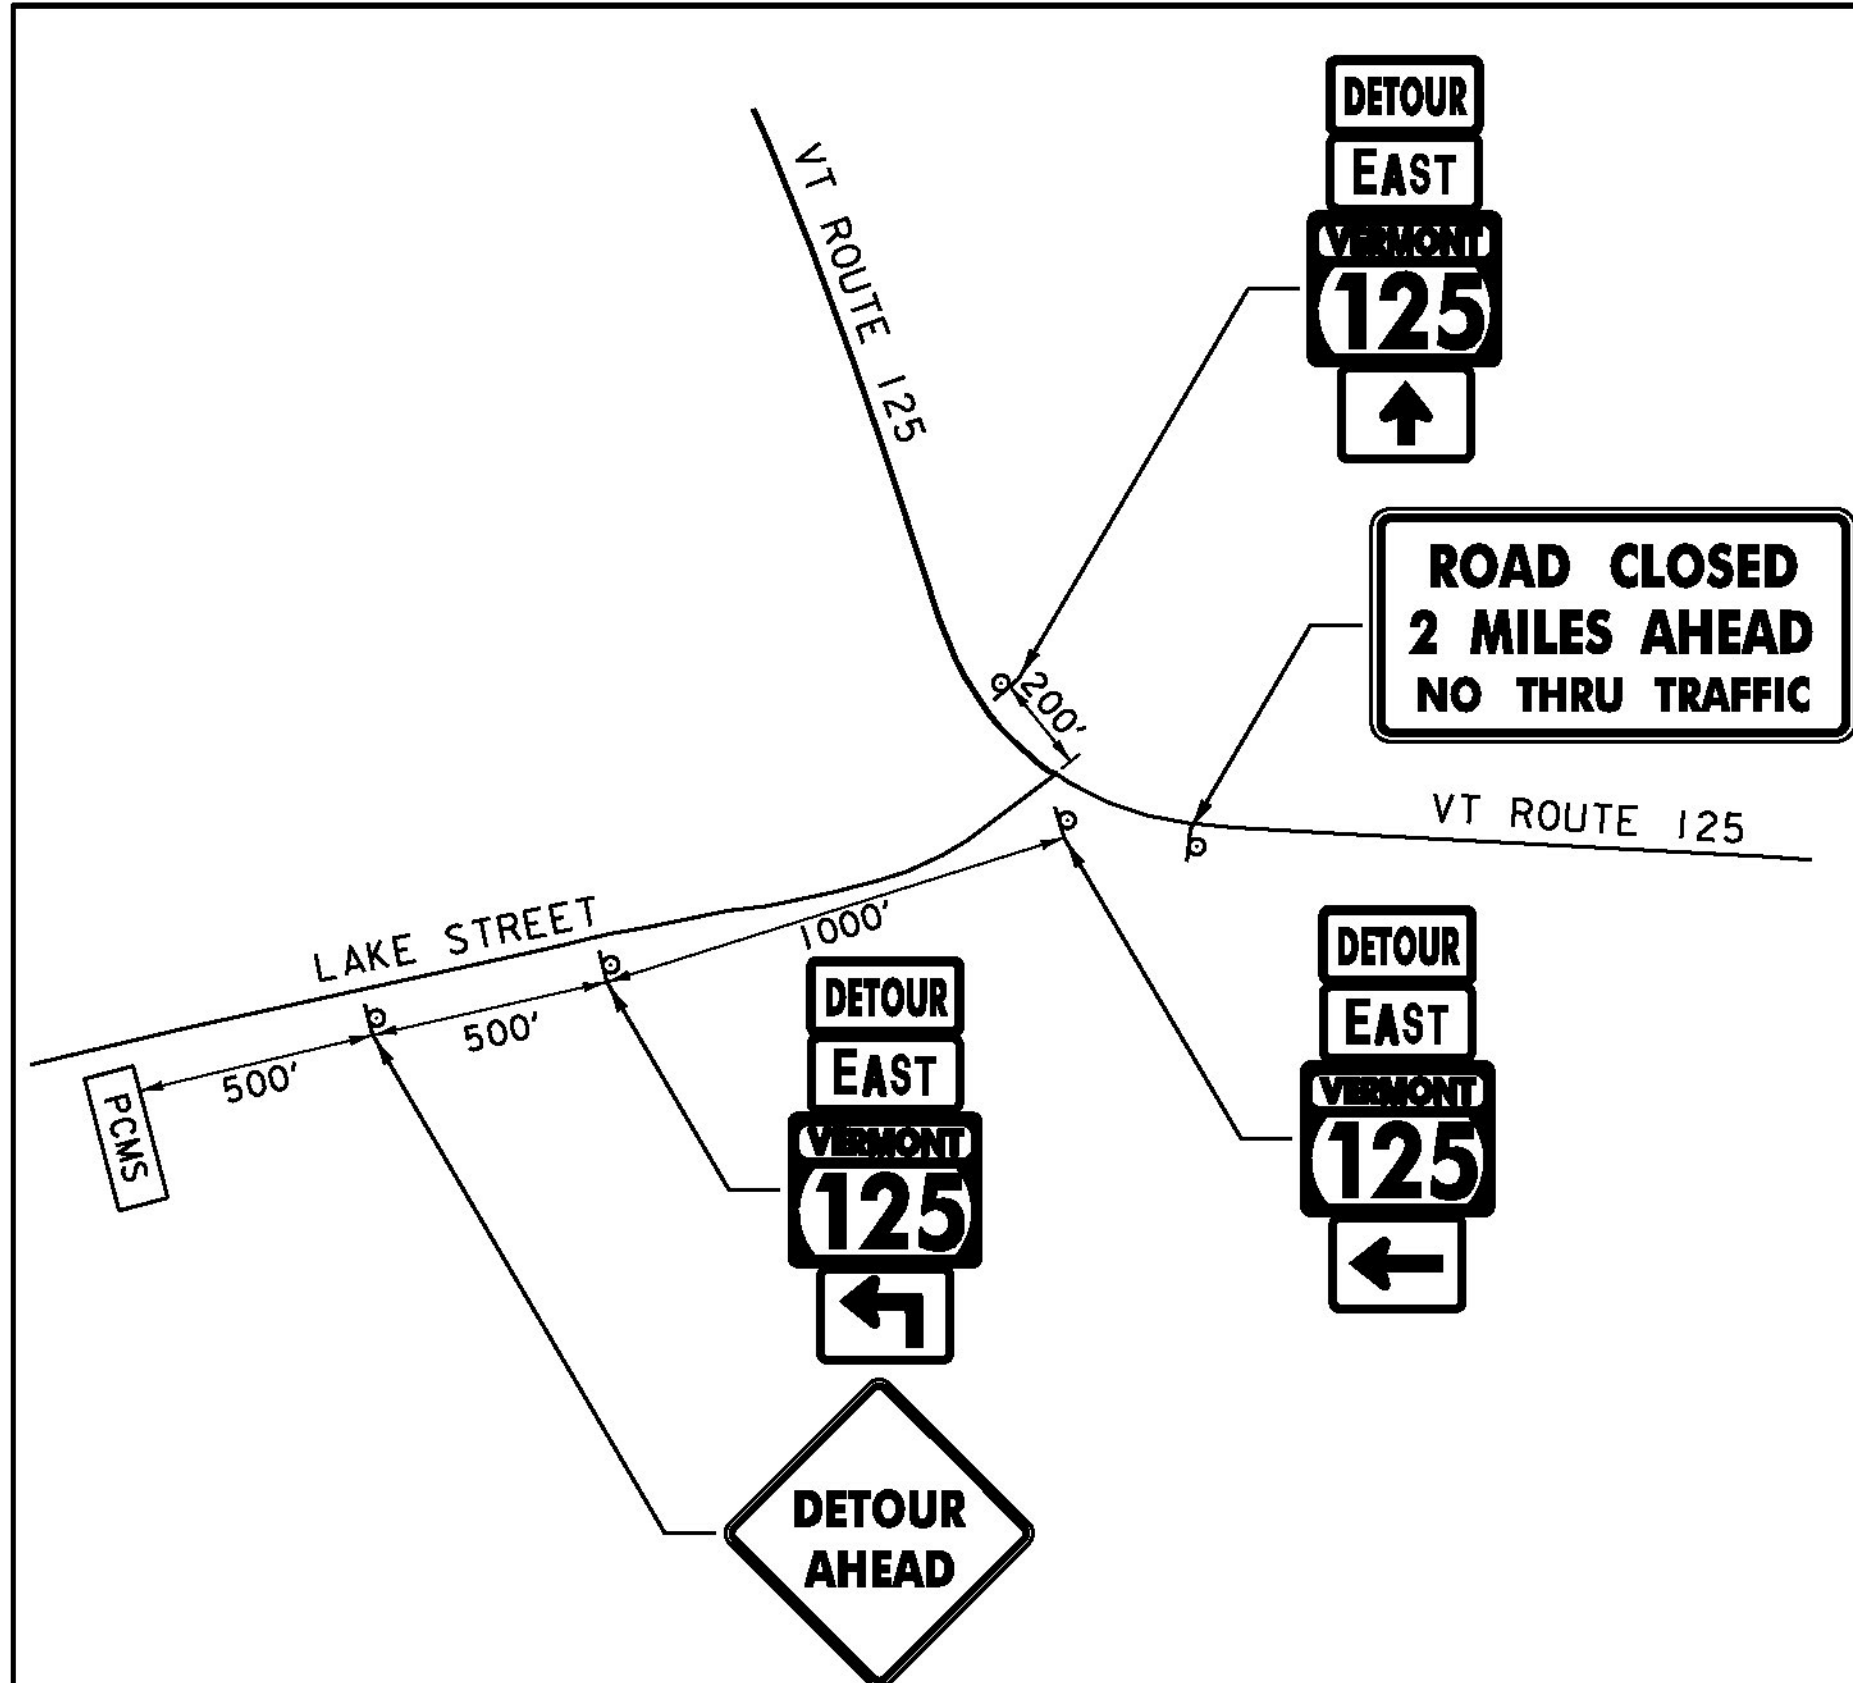 DETOUR
EAST
VERMONT
125
VT ROUTE 125
ROAD CLOSED
2 MILES AHEAD
NO THRU TRAFFIC
200'
VT ROUTE 125
LAKE STREET
1000'
500'
500'
PCMS
DETOUR
EAST
VERMONT
125
DETOUR
EAST
VERMONT
125
DETOUR
AHEAD